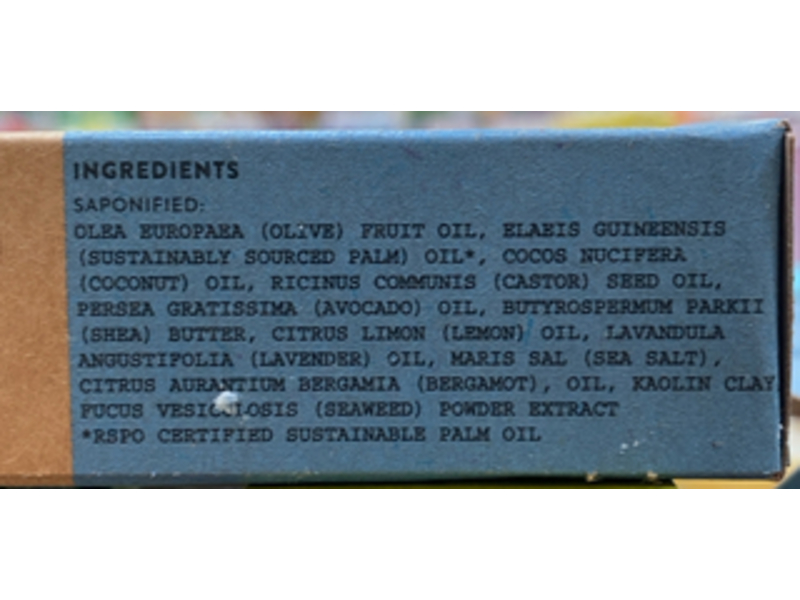 INGREDIENTS
SAPONIFIED:
OLEA EUROPAEA (OLIVE) FRUIT OIL, ELAEIS GUINEENSIS
(SUSTAINABLY SOURCED PALM) OIL*, COCOS NUCIFERA
(COCONUT) OIL, RICINUS COMMUNIS (CASTOR) SEED OIL,
PERSEA GRATISSIMA (AVOCADO) OIL, BUTYROSPERMUM PARKII
(SHEA) BUTTER, CITRUS LIMON (LEMON) OIL, LAVANDULA
ANGUSTIFOLIA (LAVENDER) OIL, MARIS SAL (SEA SALT),
CITRUS AURANTIUM BERGAMIA (BERGAMOT), OIL, KAOLIN CLAY
FUCUS VESICULOSIS (SEAWEED) POWDER EXTRACT
*RSPO CERTIFIED SUSTAINABLE PALM OIL